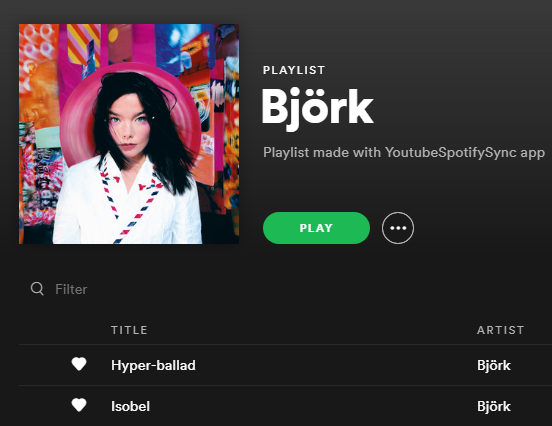 PLAYLIST
Björk
Playlist made with YoutubeSpotifySync app
PLAY
Filter
TITLE ARTIST
Hyper-ballad Björk
Isobel Björk